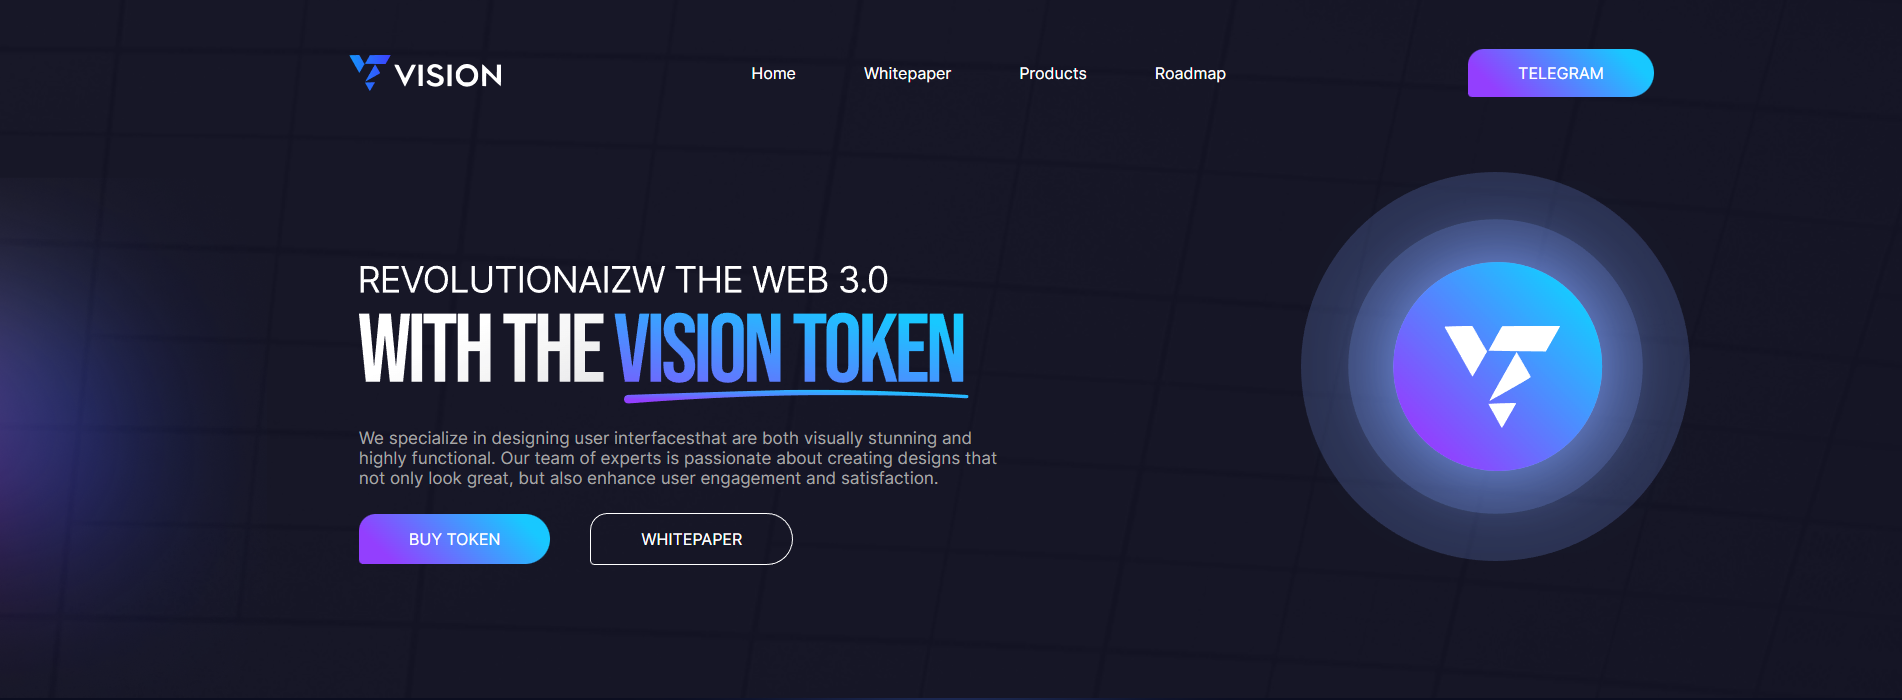 VISION
Home Whitepaper Products Roadmap
TELEGRAM
REVOLUTIONAIZW THE WEB 3.0
WITH THE VISION TOKEN
We specialize in designing user interfacesthat are both visually stunning and
highly functional. Our team of experts is passionate about creating designs that
not only look great, but also enhance user engagement and satisfaction.
BUY TOKEN
WHITEPAPER